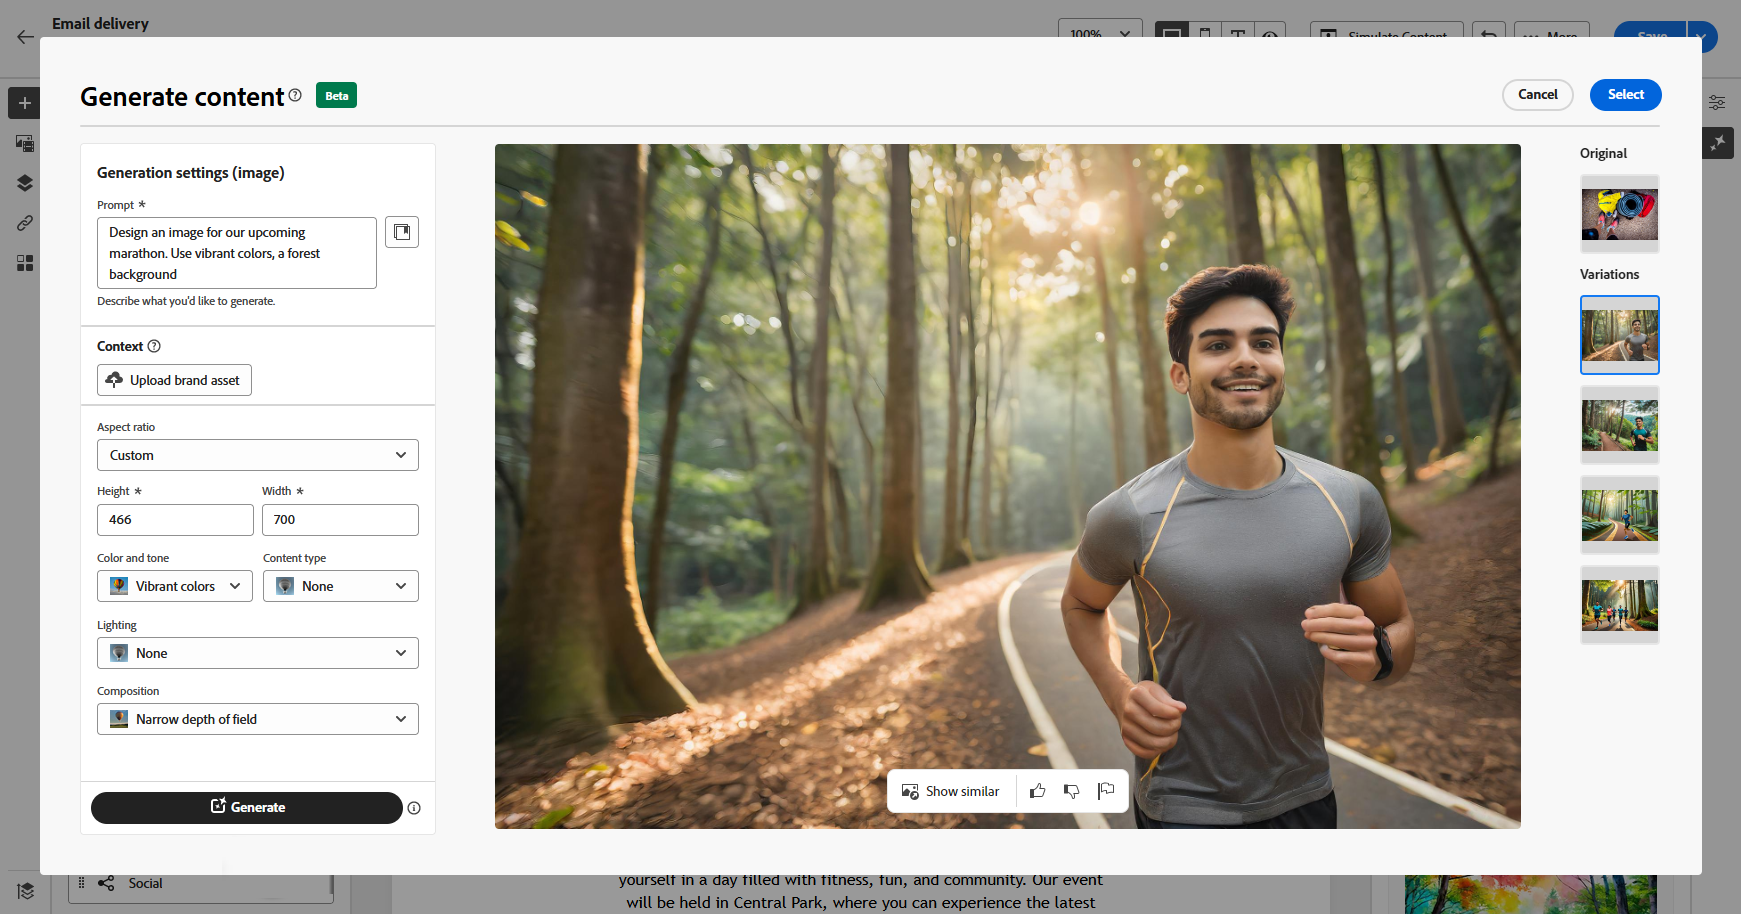 Email delivery
100%
Simulate Content
More
Save
Generate content
Beta
Cancel
Select
Generation settings (image)
Prompt *
Design an image for our upcoming
marathon. Use vibrant colors, a forest
background
Describe what you'd like to generate.
Context
Upload brand asset
Aspect ratio
Custom
Height *
Width *
466
700
Color and tone
Content type
Vibrant colors
None
Lighting
None
Composition
Narrow depth of field
Generate
Show similar
Original
Variations
Social
yourself in a day filled with fitness, fun, and community. Our event
will be held in Central Park, where you can experience the latest